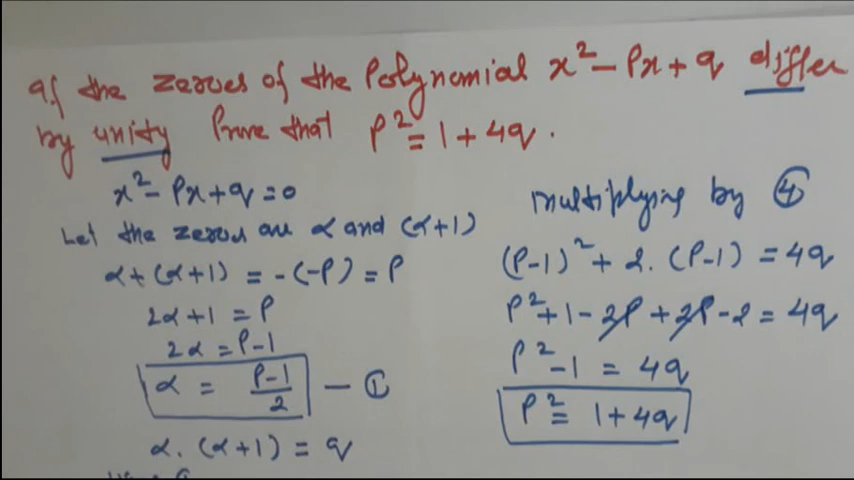 If the zeroes of the Polynomial x² - Px + q differ
by unity Prove that P² = 1 + 4q.
x² - Px + q = 0
Let the zeroes are α and (α+1)
α + (α+1) = -(-P) = P
2α + 1 = P
2α = P-1
α = P-1/2 — ①
α. (α+1) = q
multiplying by ④
(P-1)² + 2. (P-1) = 4q
P² + 1 - 2P + 2P - 2 = 4q
P² - 1 = 4q
P² = 1 + 4q